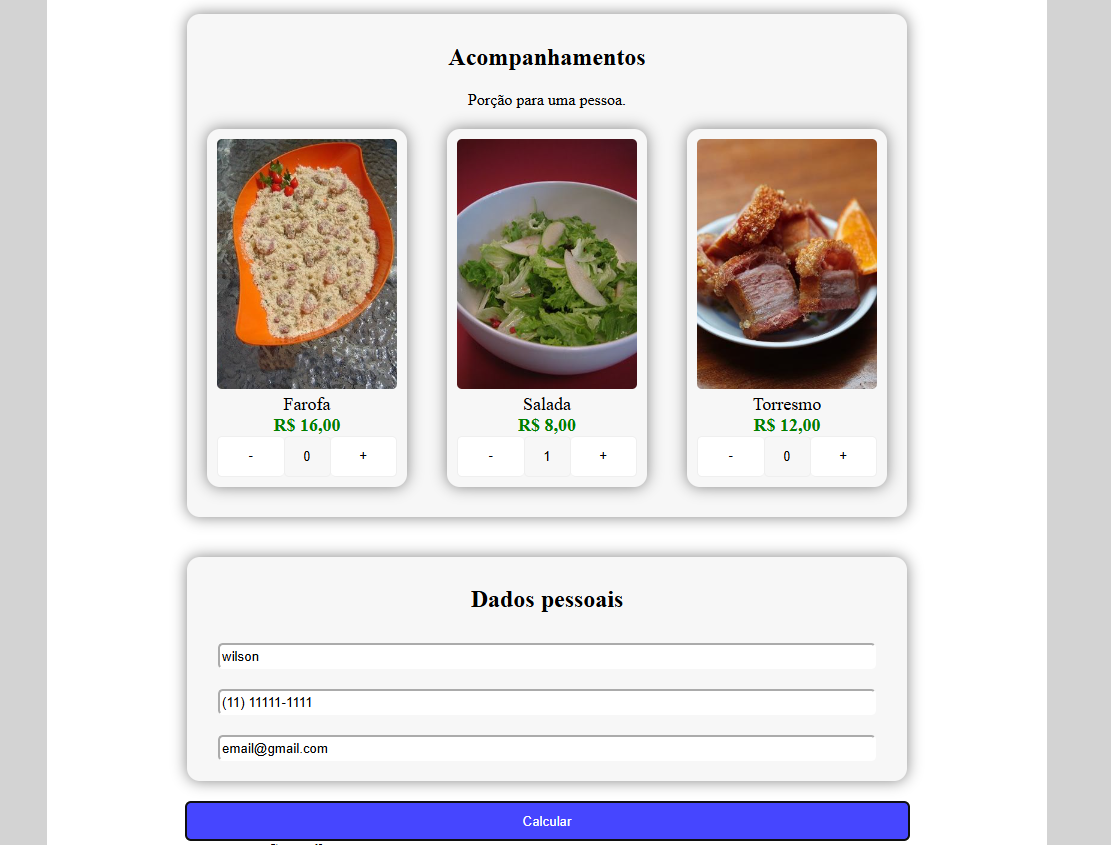 Acompanhamentos
Porção para uma pessoa.
Farofa
R$ 16,00
- 0 +
Salada
R$ 8,00
- 1 +
Torresmo
R$ 12,00
- 0 +
Dados pessoais
wilson
(11) 11111-1111
email@gmail.com
Calcular